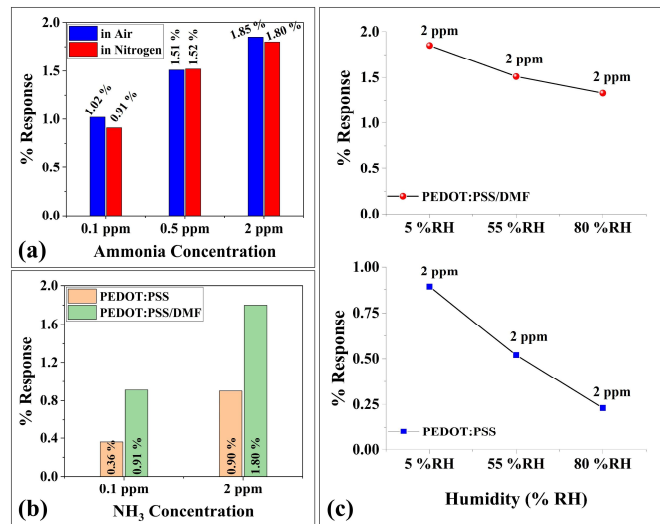 2.0
1.5
1.0
0.5
0.0
% Response
in Air
in Nitrogen
1.02 %
0.91 %
1.51 %
1.52 %
1.85 %
1.80 %
0.1 ppm
0.5 ppm
2 ppm
(a)
Ammonia Concentration
2.0
1.6
1.2
0.8
0.4
0.0
% Response
PEDOT:PSS
PEDOT:PSS/DMF
0.36 %
0.91 %
0.90 %
1.80 %
0.1 ppm
2 ppm
(b)
NH3 Concentration
2.0
1.5
1.0
0.5
0.0
% Response
2 ppm
2 ppm
2 ppm
PEDOT:PSS/DMF
5 %RH
55 %RH
80 %RH
1.00
0.75
0.50
0.25
0.00
% Response
2 ppm
2 ppm
2 ppm
PEDOT:PSS
5 %RH
55 %RH
80 %RH
(c)
Humidity (% RH)